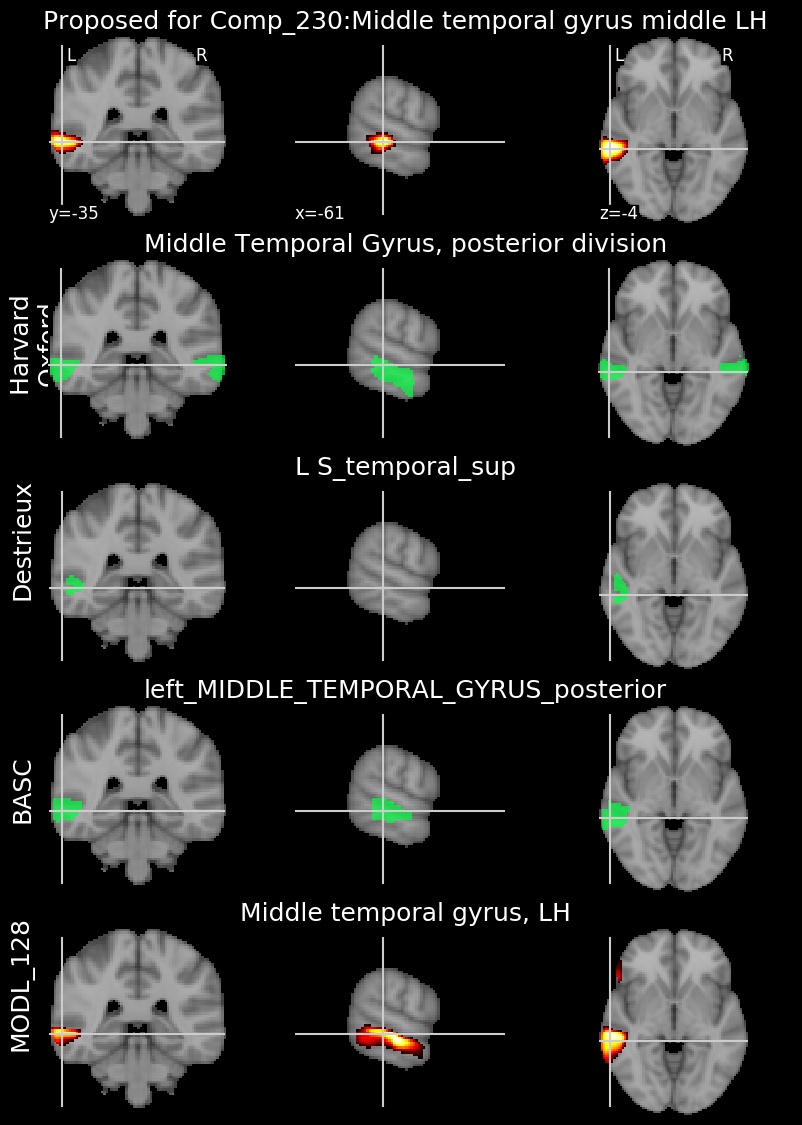 Proposed for Comp_230:Middle temporal gyrus middle LH
L R L R
y=-35 x=-61 z=-4
Middle Temporal Gyrus, posterior division
Harvard
Oxford
L S_temporal_sup
Destrieux
left_MIDDLE_TEMPORAL_GYRUS_posterior
BASC
Middle temporal gyrus, LH
MODL_128